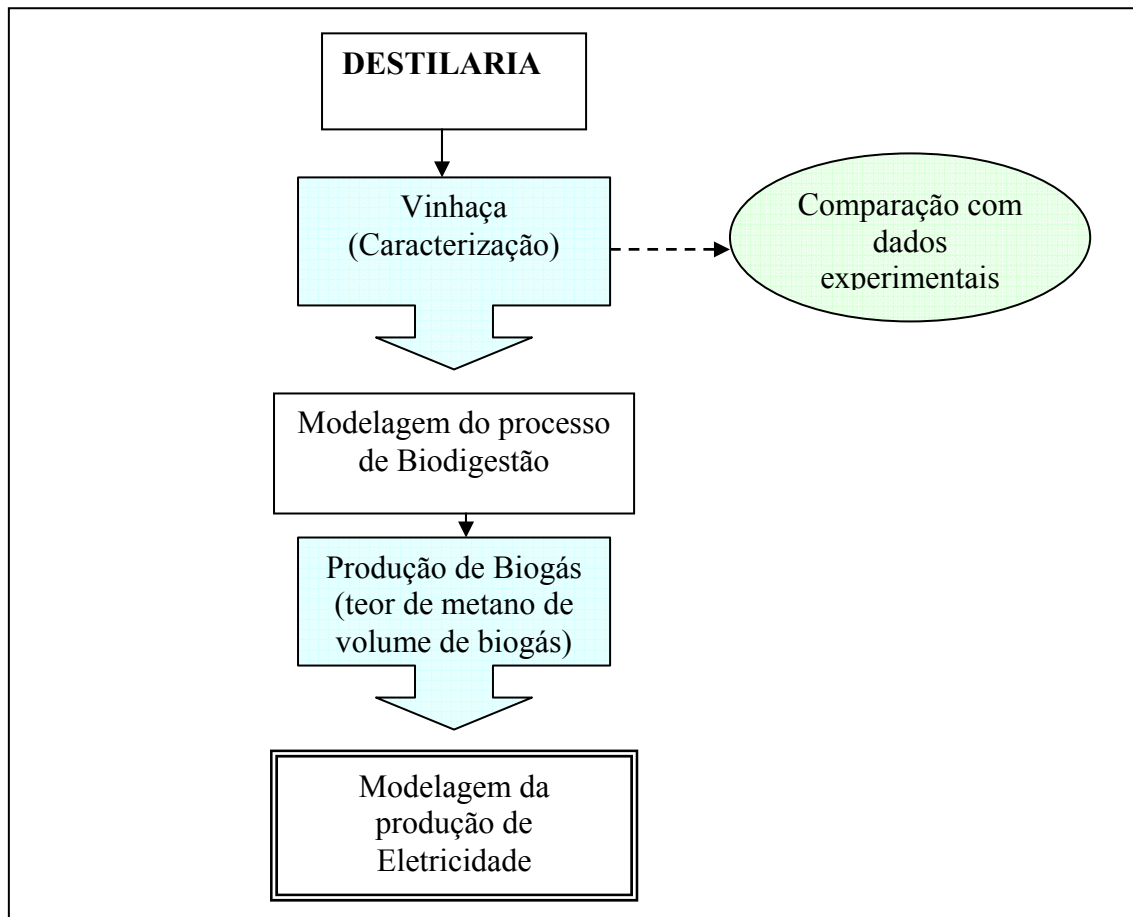 DESTILARIA
Vinhaça
(Caracterização)
Comparação com
dados
experimentais
Modelagem do processo
de Biodigestão
Produção de Biogás
(teor de metano de
volume de biogás)
Modelagem da
produção de
Eletricidade